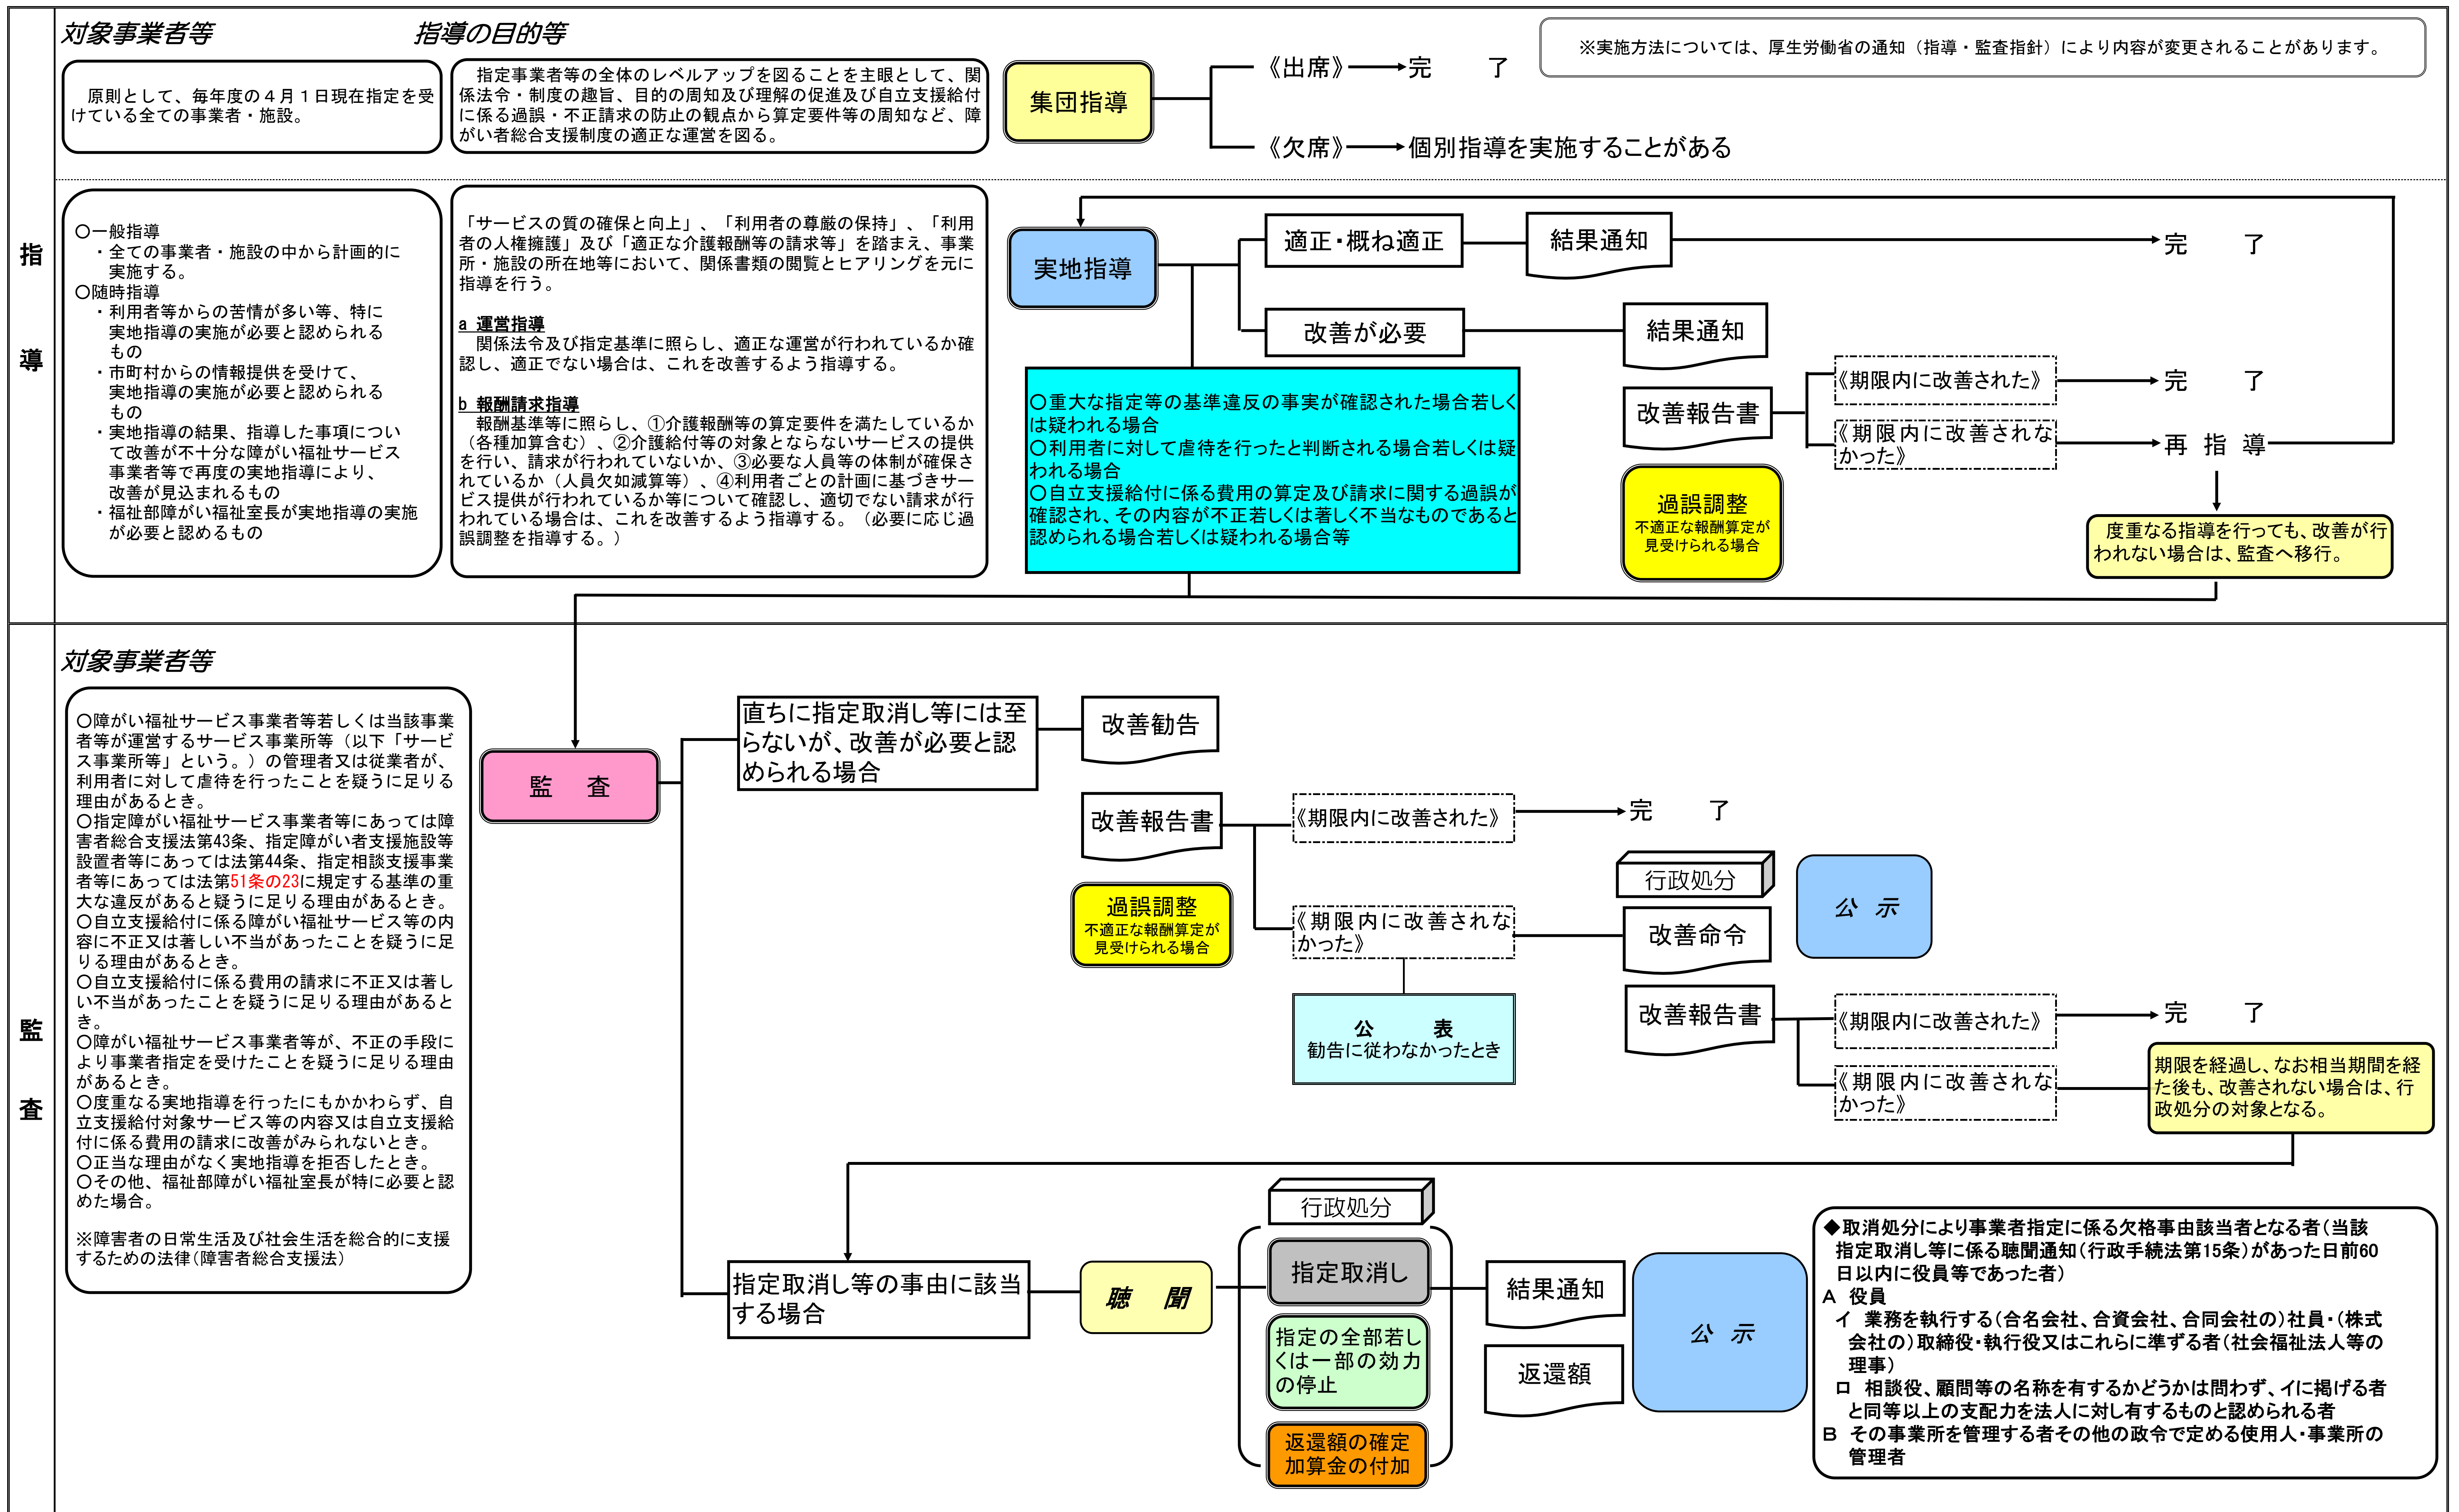 対象事業者等
指導の目的等
※実施方法については、厚生労働省の通知（指導・監査指針）により内容が変更されることがあります。
原則として、毎年度の４月１日現在指定を受
けている全ての事業者・施設。
指定事業者等の全体のレベルアップを図ることを主眼として、関
係法令・制度の趣旨、目的の周知及び理解の促進及び自立支援給付
に係る過誤・不正請求の防止の観点から算定要件等の周知など、障
がい者総合支援制度の適正な運営を図る。
集団指導
《出席》
完　　了
《欠席》
個別指導を実施することがある
指
導
○一般指導
・全ての事業者・施設の中から計画的に
実施する。
○随時指導
・利用者等からの苦情が多い等、特に
実地指導の実施が必要と認められる
もの
・市町村からの情報提供を受けて、
実地指導の実施が必要と認められる
もの
・実地指導の結果、指導した事項につい
て改善が不十分な障がい福祉サービス
事業者等で再度の実地指導により、
改善が見込まれるもの
・福祉部障がい福祉室長が実地指導の実施
が必要と認めるもの
「サービスの質の確保と向上」、「利用者の尊厳の保持」、「利用
者の人権擁護」及び「適正な介護報酬等の請求等」を踏まえ、事業
所・施設の所在地等において、関係書類の閲覧とヒアリングを元に
指導を行う。
a 運営指導
関係法令及び指定基準に照らし、適正な運営が行われているか確
認し、適正でない場合は、これを改善するよう指導する。
b 報酬請求指導
報酬基準等に照らし、①介護報酬等の算定要件を満たしているか
（各種加算含む）、②介護給付等の対象とならないサービスの提供
を行い、請求が行われていないか、③必要な人員等の体制が確保さ
れているか（人員欠如減算等）、④利用者ごとの計画に基づきサー
ビス提供が行われているか等について確認し、適切でない請求が行
われている場合は、これを改善するよう指導する。（必要に応じ過
誤調整を指導する。）
実地指導
適正・概ね適正
結果通知
完　　了
改善が必要
結果通知
改善報告書
《期限内に改善された》
完　　了
《期限内に改善されな
かった》
再 指 導
○重大な指定等の基準違反の事実が確認された場合若しく
は疑われる場合
○利用者に対して虐待を行ったと判断される場合若しくは疑
われる場合
○自立支援給付に係る費用の算定及び請求に関する過誤が
確認され、その内容が不正若しくは著しく不当なものであると
認められる場合若しくは疑われる場合等
過誤調整
不適正な報酬算定が
見受けられる場合
度重なる指導を行っても、改善が行
われない場合は、監査へ移行。
監
査
対象事業者等
○障がい福祉サービス事業者等若しくは当該事業
者等が運営するサービス事業所等（以下「サービ
ス事業所等」という。）の管理者又は従業者が、
利用者に対して虐待を行ったことを疑うに足りる
理由があるとき。
○指定障がい福祉サービス事業者等にあっては障
害者総合支援法第43条、指定障がい者支援施設等
設置者等にあっては法第44条、指定相談支援事業
者等にあっては法第51条の23に規定する基準の重
大な違反があると疑うに足りる理由があるとき。
○自立支援給付に係る障がい福祉サービス等の内
容に不正又は著しい不当があったことを疑うに足
りる理由があるとき。
○自立支援給付に係る費用の請求に不正又は著し
い不当があったことを疑うに足りる理由があると
き。
○障がい福祉サービス事業者等が、不正の手段に
より事業者指定を受けたことを疑うに足りる理由
があるとき。
○度重なる実地指導を行ったにもかかわらず、自
立支援給付対象サービス等の内容又は自立支援給
付に係る費用の請求に改善がみられないとき。
○正当な理由がなく実地指導を拒否したとき。
○その他、福祉部障がい福祉室長が特に必要と認
めた場合。
※障害者の日常生活及び社会生活を総合的に支援
するための法律（障害者総合支援法）
監　査
直ちに指定取消し等には至
らないが、改善が必要と認
められる場合
改善勧告
改善報告書
《期限内に改善された》
完　　了
過誤調整
不適正な報酬算定が
見受けられる場合
《期限内に改善されな
かった》
行政処分
改善命令
公 示
公　　表
勧告に従わなかったとき
改善報告書
《期限内に改善された》
完　　了
《期限内に改善されな
かった》
期限を経過し、なお相当期間を経
た後も、改善されない場合は、行
政処分の対象となる。
指定取消し等の事由に該当
する場合
聴　聞
行政処分
指定取消し
指定の全部若し
くは一部の効力
の停止
返還額の確定
加算金の付加
結果通知
返還額
公 示
◆取消処分により事業者指定に係る欠格事由該当者となる者（当該
指定取消し等に係る聴聞通知（行政手続法第15条）があった日前60
日以内に役員等であった者）
Ａ 役員
イ 業務を執行する（合名会社、合資会社、合同会社の）社員・（株式
会社の）取締役・執行役又はこれらに準ずる者（社会福祉法人等の
理事）
ロ 相談役、顧問等の名称を有するかどうかは問わず、イに掲げる者
と同等以上の支配力を法人に対し有するものと認められる者
Ｂ その事業所を管理する者その他の政令で定める使用人・事業所の
管理者